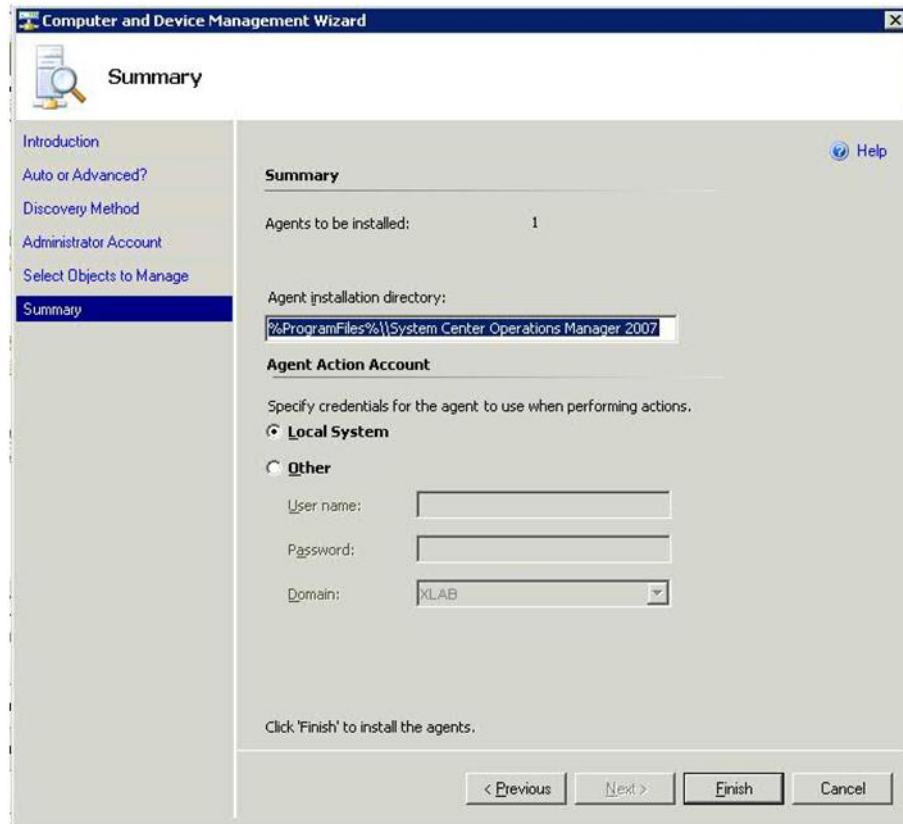 Computer and Device Management Wizard
Summary
Introduction
Auto or Advanced?
Discovery Method
Administrator Account
Select Objects to Manage
Summary
Help
Summary
Agents to be installed: 1
Agent installation directory:
%ProgramFiles%\\System Center Operations Manager 2007
Agent Action Account
Specify credentials for the agent to use when performing actions.
Local System
Other
User name:
Password:
Domain: XLAB
Click 'Finish' to install the agents.
< Previous Next > Finish Cancel